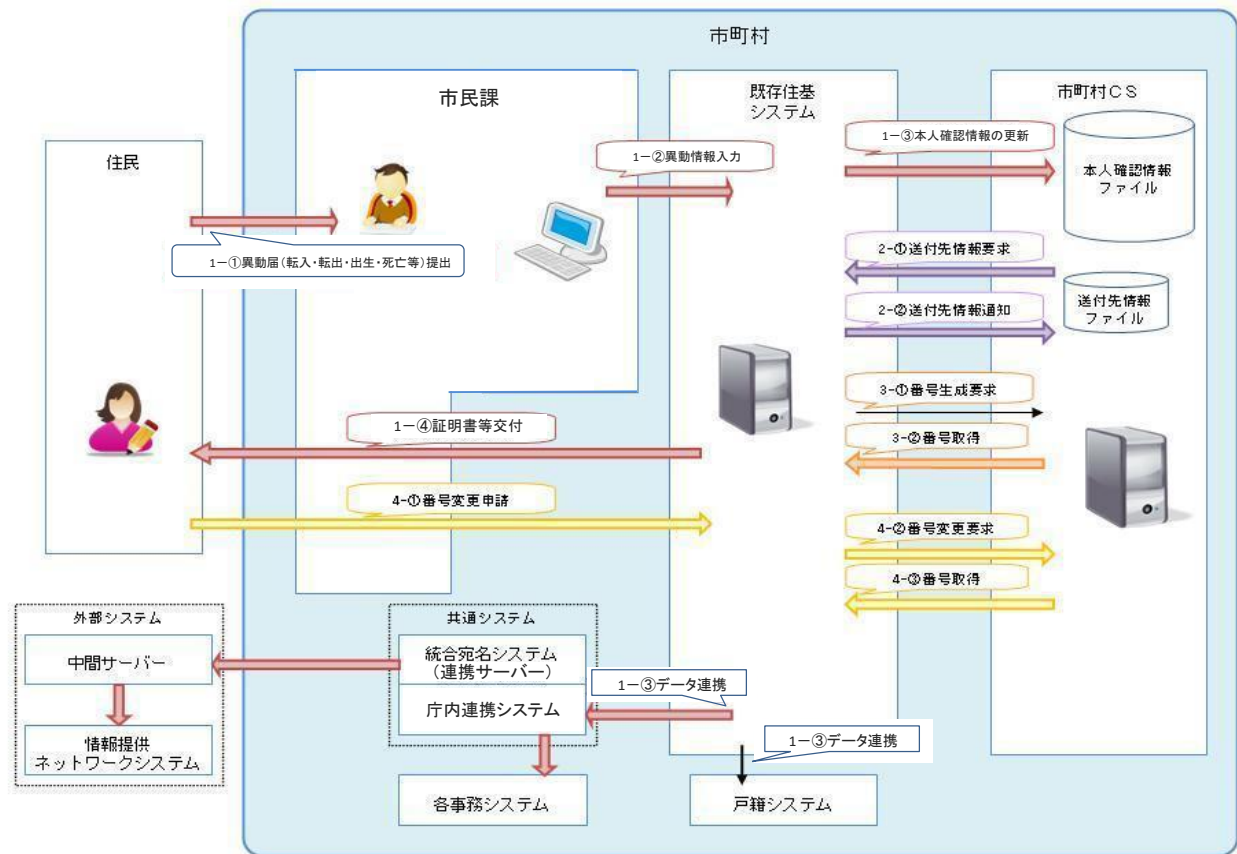 市町村
市民課
既存住基
システム
市町村CS
住民
1－③本人確認情報の更新
1－②異動情報入力
本人確認情報
ファイル
1－①異動届（転入・転出・出生・死亡等）提出
2-①送付先情報要求
送付先情報
ファイル
2-②送付先情報通知
3-①番号生成要求
1－④証明書等交付
3-②番号取得
4-①番号変更申請
4-②番号変更要求
4-③番号取得
外部システム
共通システム
中間サーバー
統合宛名システム
（連携サーバー）
1－③データ連携
庁内連携システム
情報提供
ネットワークシステム
1－③データ連携
各事務システム
戸籍システム